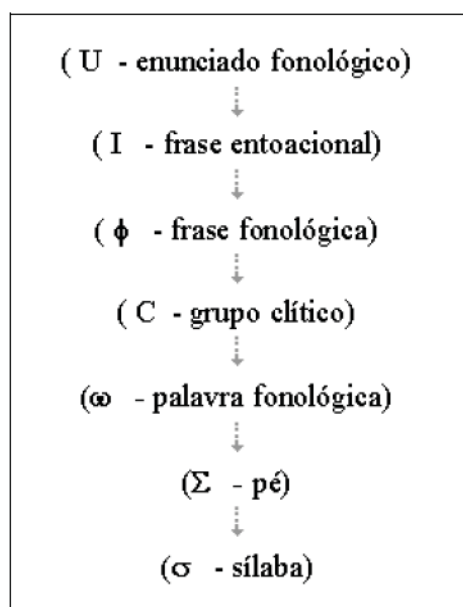 ( U - enunciado fonológico)
( I - frase entoacional)
( ϕ - frase fonológica)
( C - grupo clítico)
(ω - palavra fonológica)
(Σ - pé)
(σ - sílaba)